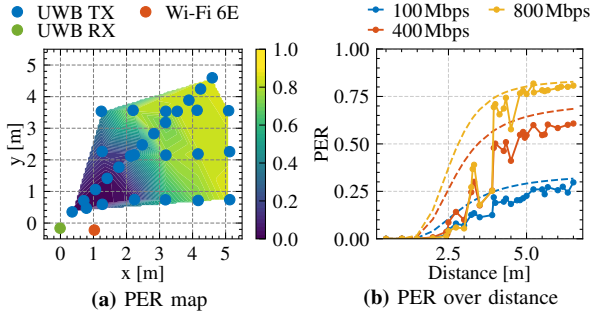 UWB TX
Wi-Fi 6E
UWB RX
5
4
3
2
1
0
y [m]
0
1
2
3
4
5
x [m]
1.0
0.8
0.6
0.4
0.2
0.0
(a) PER map
100 Mbps
800 Mbps
400 Mbps
1.00
0.75
0.50
0.25
0.00
PER
2.5
5.0
Distance [m]
(b) PER over distance